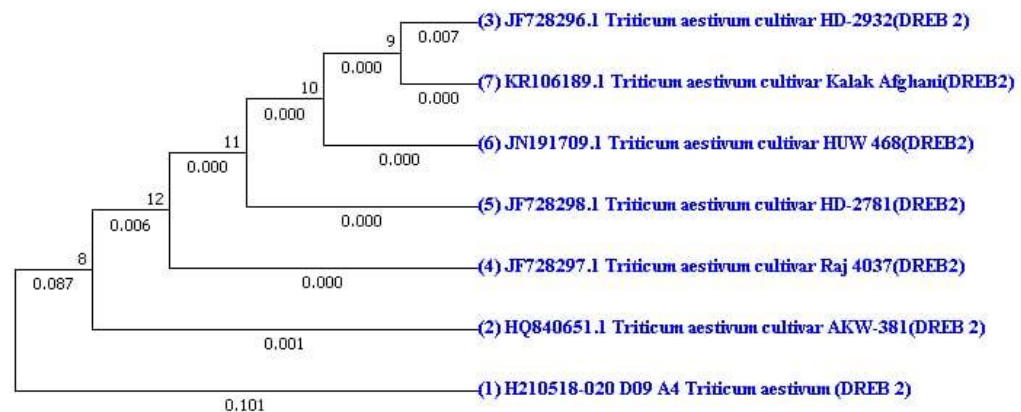 (3) JF728296.1 Triticum aestivum cultivar HD-2932(DREB 2)
9
0.007
0.000
(7) KR106189.1 Triticum aestivum cultivar Kalak Afghani(DREB2)
10
0.000
0.000
(6) JN191709.1 Triticum aestivum cultivar HUW 468(DREB2)
11
0.000
0.000
(5) JF728298.1 Triticum aestivum cultivar HD-2781(DREB2)
12
0.006
0.000
(4) JF728297.1 Triticum aestivum cultivar Raj 4037(DREB2)
8
0.087
0.000
(2) HQ840651.1 Triticum aestivum cultivar AKW-381(DREB 2)
0.001
(1) H210518-020 D09 A4 Triticum aestivum (DREB 2)
0.101